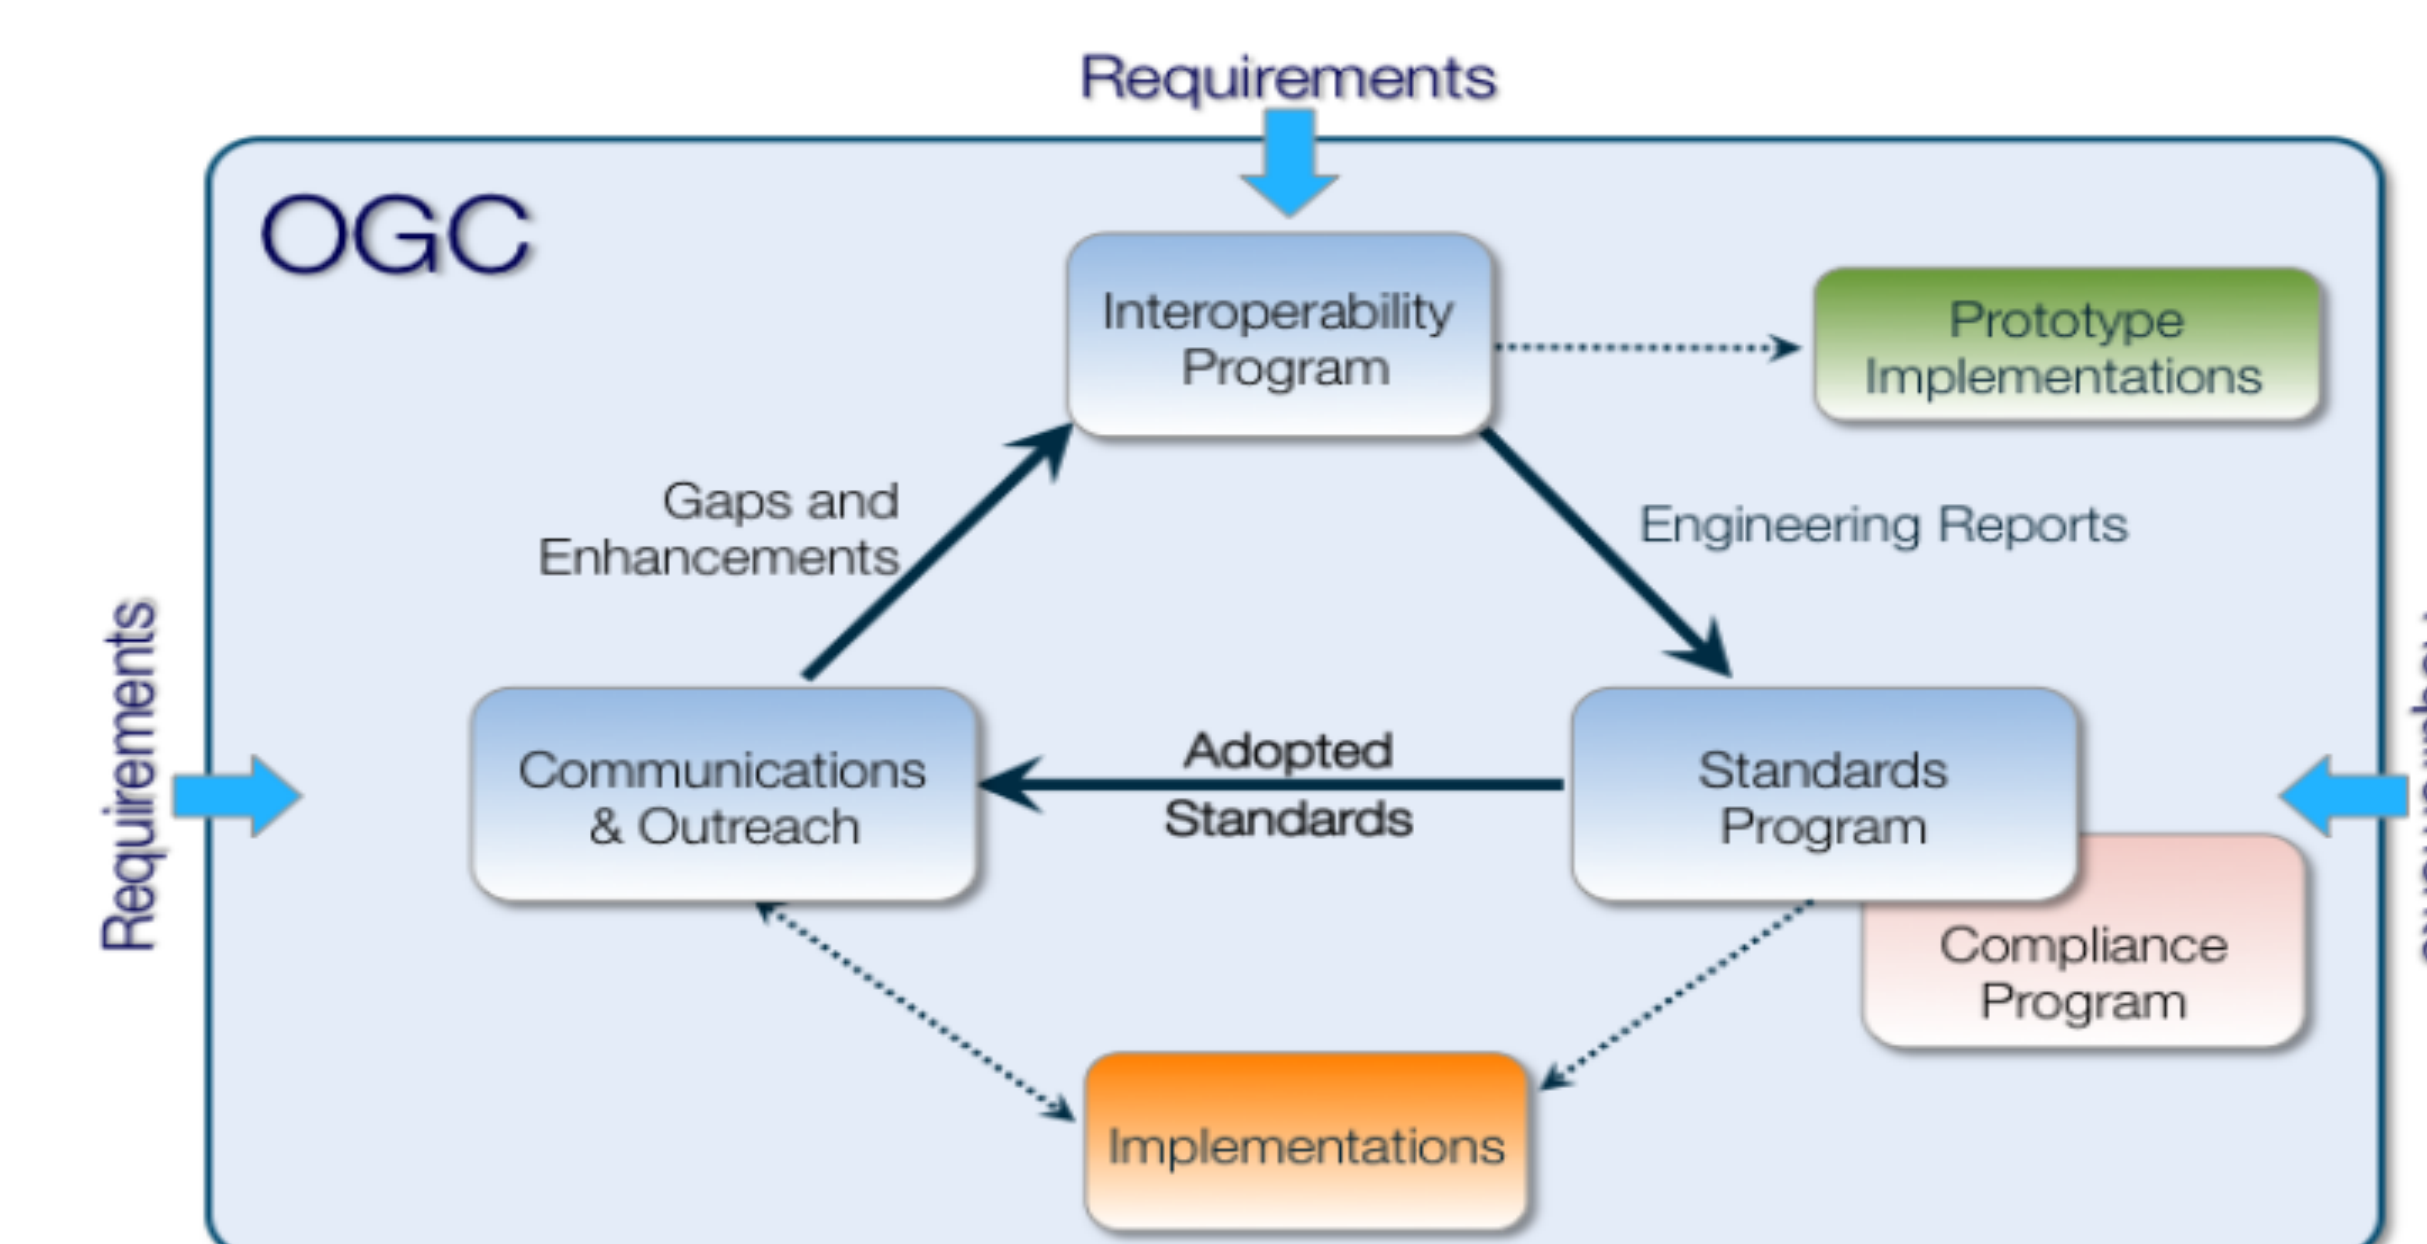 Requirements
OGC
Interoperability
Program
Prototype
Implementations
Gaps and
Enhancements
Engineering Reports
Requirements
Communications
& Outreach
Adopted
Standards
Standards
Program
Compliance
Program
Implementations